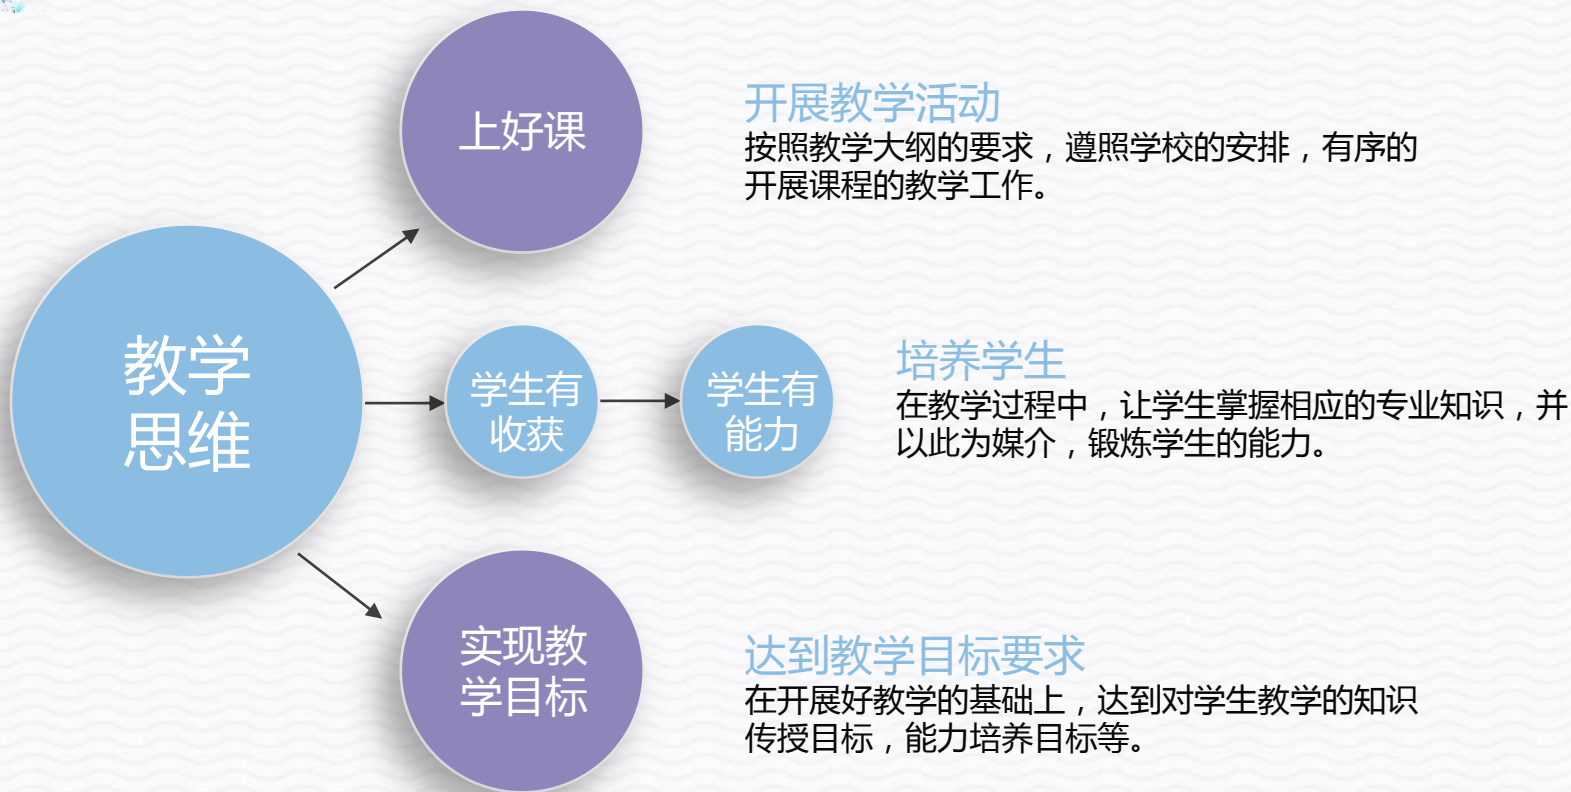 上好课
开展教学活动
按照教学大纲的要求，遵照学校的安排，有序的
开展课程的教学工作。
教学
思维
学生有
收获
学生有
能力
培养学生
在教学过程中，让学生掌握相应的专业知识，并
以此为媒介，锻炼学生的能力。
实现教
学目标
达到教学目标要求
在开展好教学的基础上，达到对学生教学的知识
传授目标，能力培养目标等。